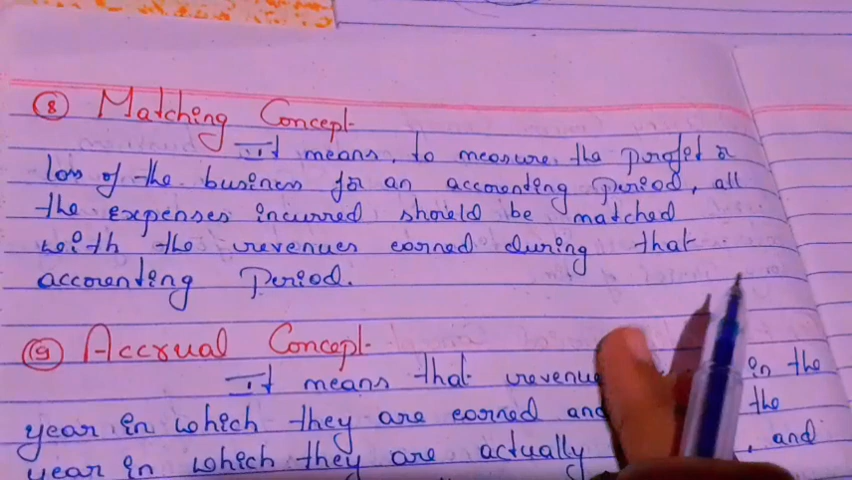 ⑧ Matching Concept
It means, to measure the profit or
loss of the business for an accounting period, all
the expenses incurred should be matched
with the revenues earned during that
accounting Period.
⑨ Accrual Concept
It means that revenue in the
year in which they are earned and the
year in which they are actually , and